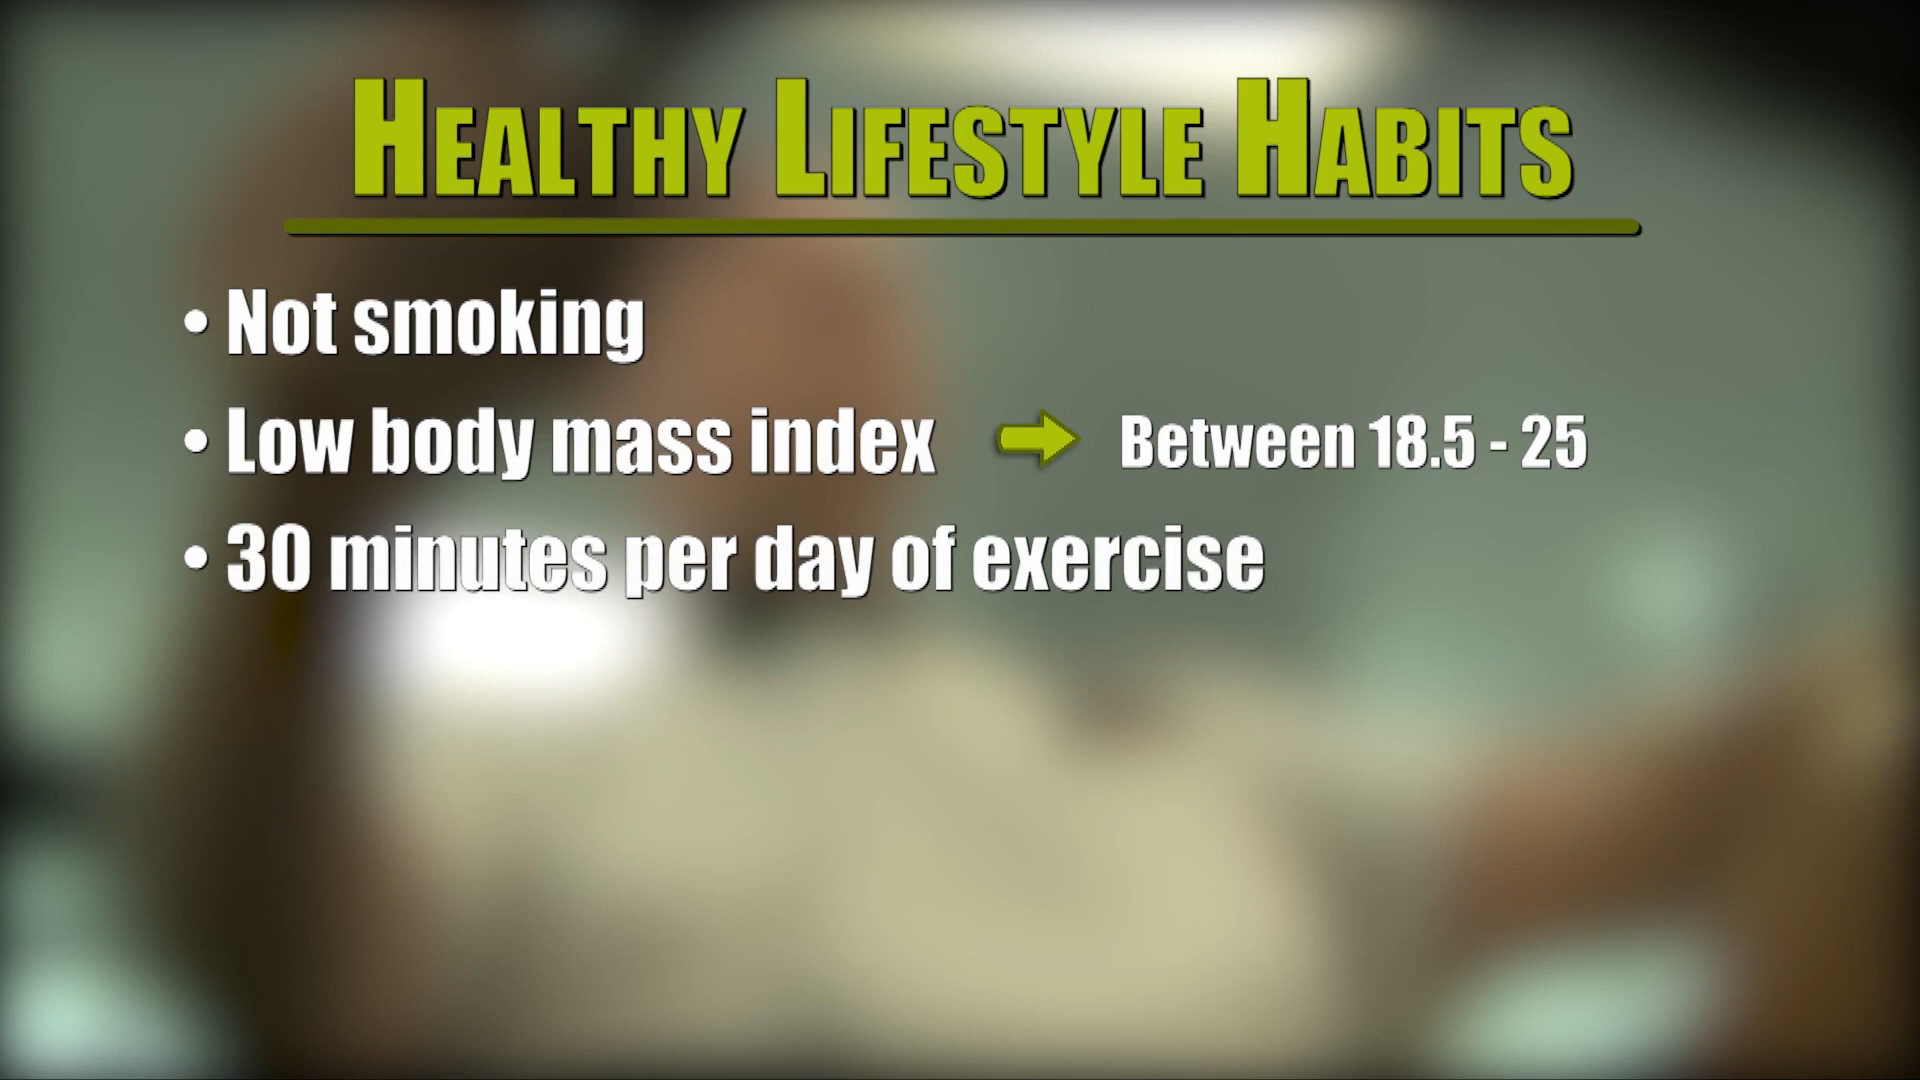 HEALTHY LIFESTYLE HABITS
• Not smoking
• Low body mass index ➡ Between 18.5 - 25
• 30 minutes per day of exercise